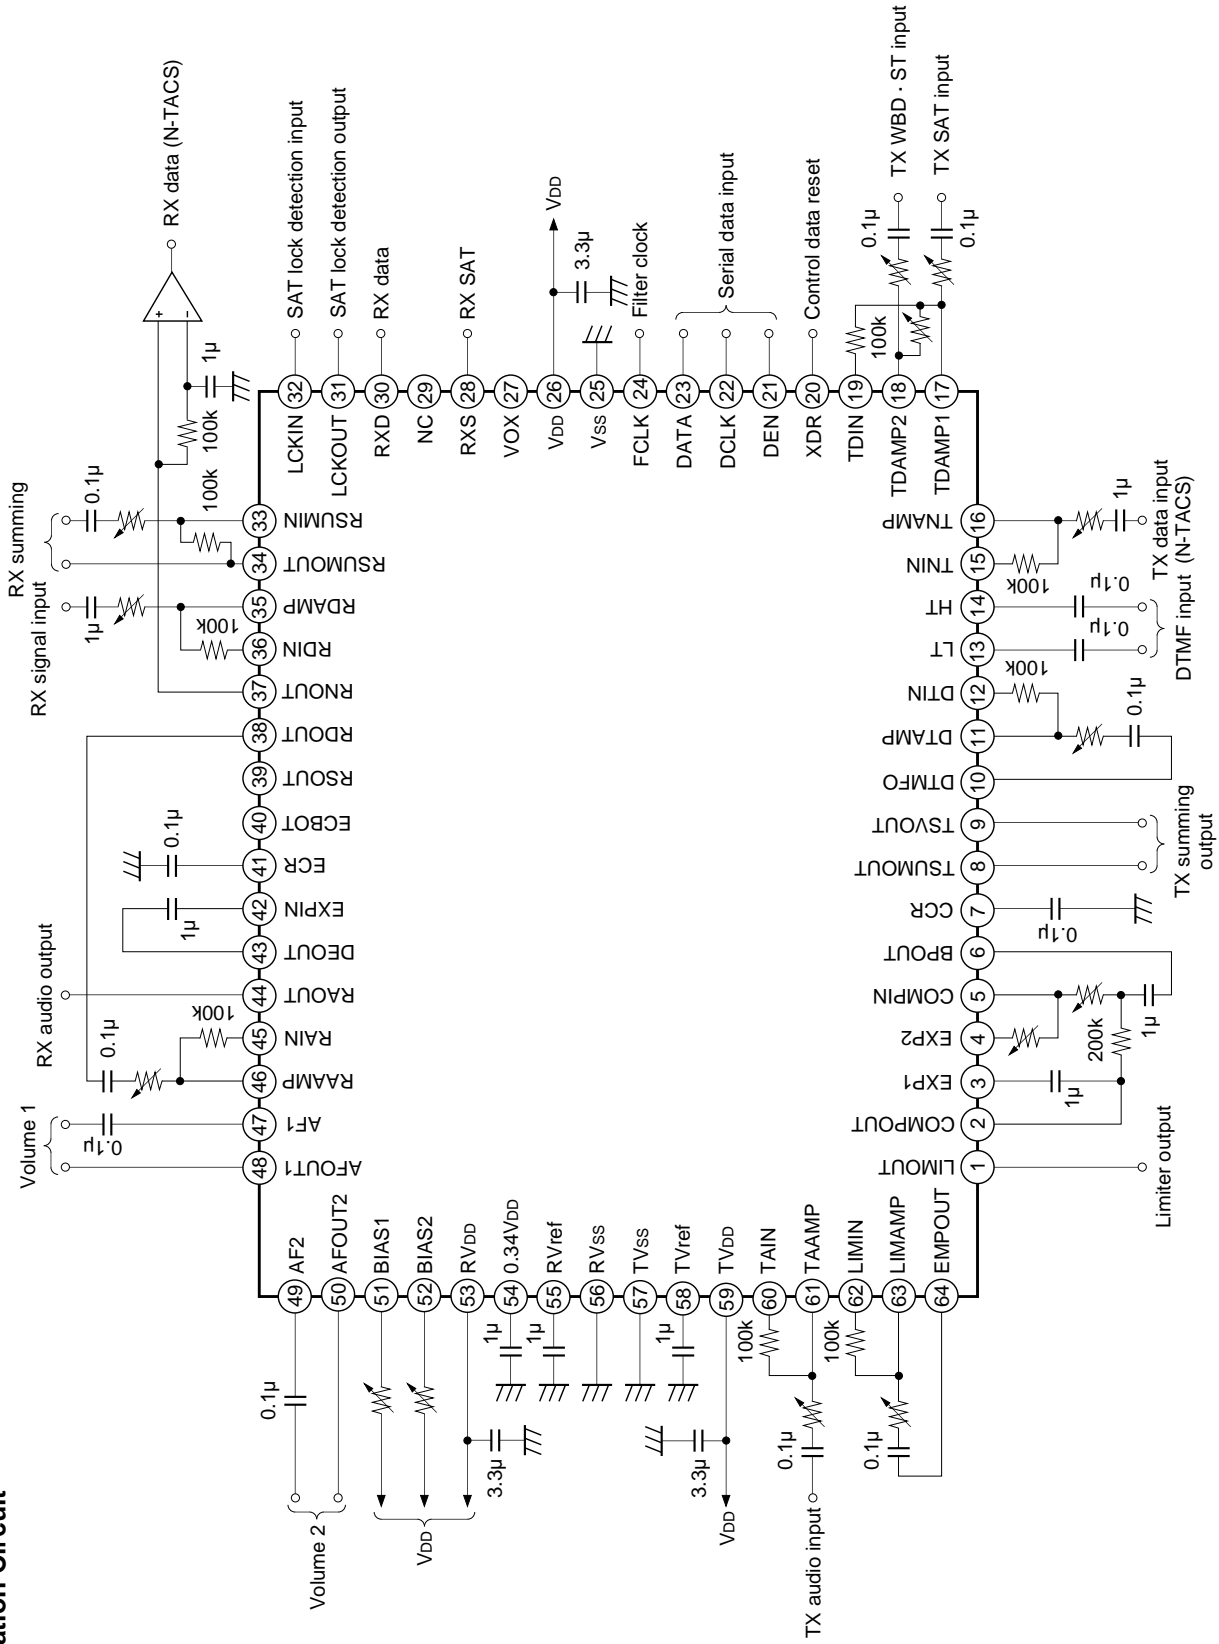 ation Circuit
RX data (N-TACS)
+
−
1μ
100k
100k
RX summing
0.1μ
RX signal input
1μ
100k
0.1μ
1μ
RX audio output
100k
0.1μ
Volume 1
0.1μ
SAT lock detection input
SAT lock detection output
RX data
RX SAT
VDD
3.3μ
Filter clock
Serial data input
Control data reset
100k
TX WBD · ST input
0.1μ
TX SAT input
0.1μ
32 LCKIN
31 LCKOUT
30 RXD
29 NC
28 RXS
27 VOX
26 VDD
25 VSS
24 FCLK
23 DATA
22 DCLK
21 DEN
20 XDR
19 TDIN
18 TDAMP2
17 TDAMP1
33 RSUMIN
34 RSUMOUT
35 RDAMP
36 RDIN
37 RNOUT
38 RDOUT
39 RSOUT
40 ECBOT
41 ECR
42 EXPIN
43 DEOUT
44 RAOUT
45 RAIN
46 RAAMP
47 AF1
48 AFOUT1
16 TNAMP
15 TNIN
14 HT
13 LT
12 DTIN
11 DTAMP
10 DTMFO
9 TSVOUT
8 TSUMOUT
7 CCR
6 BPOUT
5 COMPIN
4 EXP2
3 EXP1
2 COMPOUT
1 LIMOUT
49 AF2
50 AFOUT2
51 BIAS1
52 BIAS2
53 RVDD
54 0.34VDD
55 RVref
56 RVSS
57 TVSS
58 TVref
59 TVDD
60 TAIN
61 TAAMP
62 LIMIN
63 LIMAMP
64 EMPOUT
100k
1μ
TX data input
(N-TACS)
0.1μ
0.1μ
DTMF input
100k
0.1μ
TX summing
output
0.1μ
200k
1μ
1μ
Limiter output
0.1μ
Volume 2
VDD
3.3μ
1μ
1μ
1μ
3.3μ
VDD
100k
0.1μ
TX audio input
100k
0.1μ